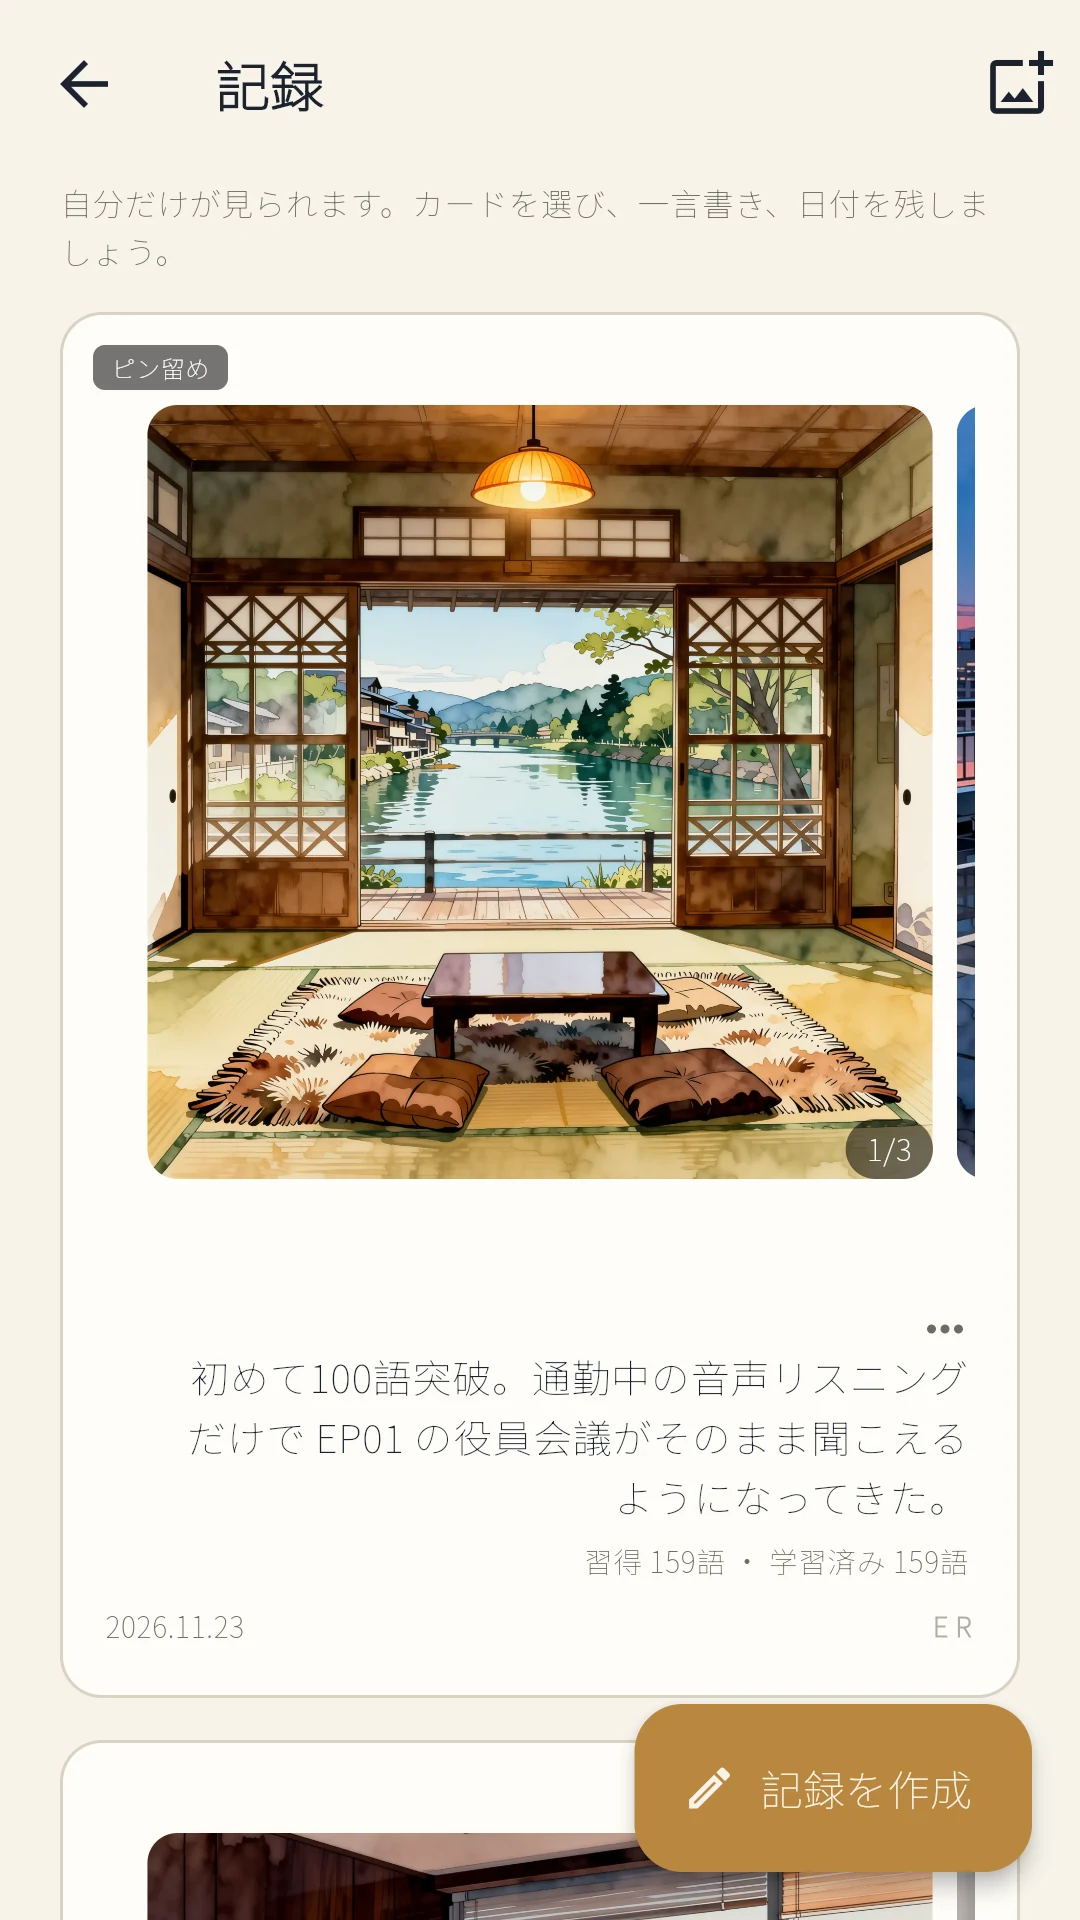 記録
自分だけが見られます。カードを選び、一言書き、日付を残しま
しょう。
ピン留め
1/3
初めて100語突破。通勤中の音声リスニング
だけで EP01 の役員会議がそのまま聞こえる
ようになってきた。
習得 159語 ・ 学習済み 159語
2026.11.23
ER
記録を作成